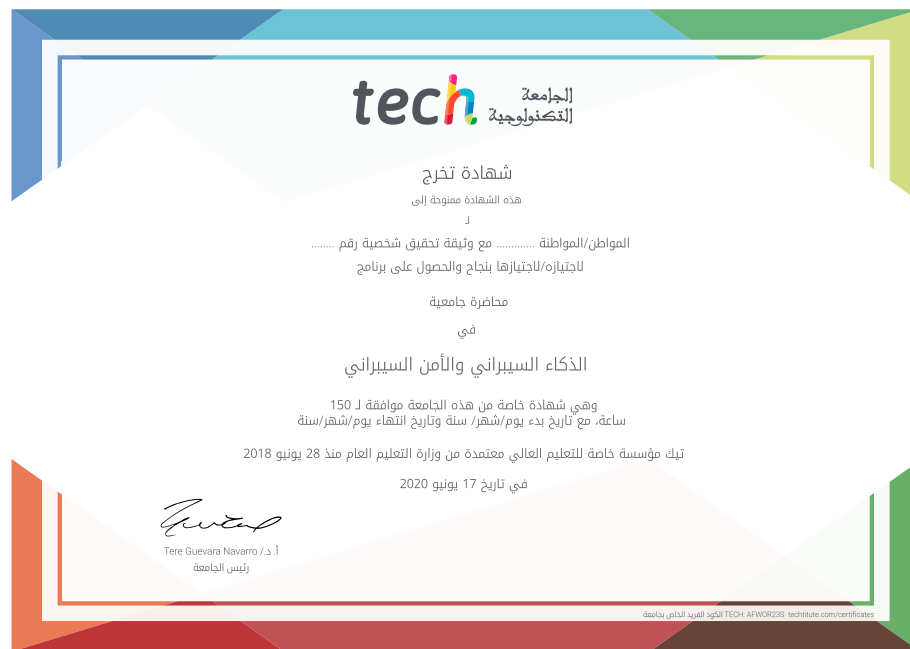 tech
الجامعة
التكنولوجية
شهادة تخرج
هذه الشهادة ممنوحة إلى
لـ
المواطن/المواطنة ............. مع وثيقة تحقيق شخصية رقم ........
لاجتيازه/لاجتيازها بنجاح والحصول على برنامج
محاضرة جامعية
في
الذكاء السيبراني والأمن السيبراني
وهي شهادة خاصة من هذه الجامعة موافقة لـ 150
ساعة، مع تاريخ بدء يوم/شهر/ سنة وتاريخ انتهاء يوم/شهر/سنة
تيك مؤسسة خاصة للتعليم العالي معتمدة من وزارة التعليم العام منذ 28 يونيو 2018
في تاريخ 17 يونيو 2020
أ. د./ Tere Guevara Navarro
رئيس الجامعة
الكود الفريد الخاص بجامعة TECH: AFWOR23S techtitute.com/certificates